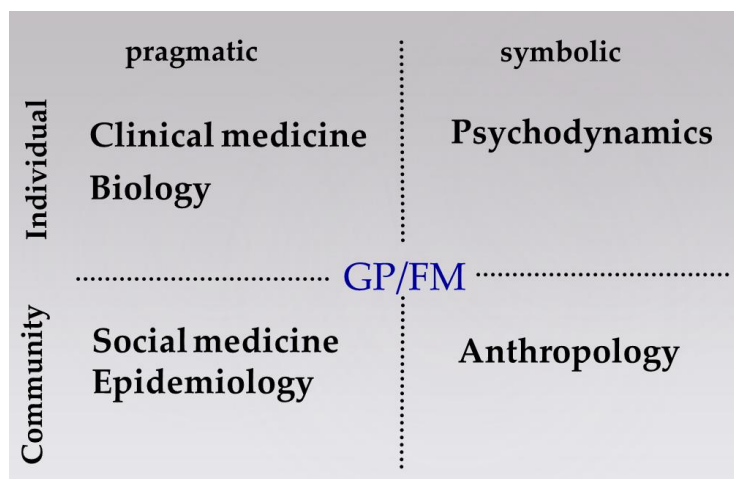 pragmatic
symbolic
Individual
Clinical medicine
Biology
Psychodynamics
GP/FM
Community
Social medicine
Epidemiology
Anthropology